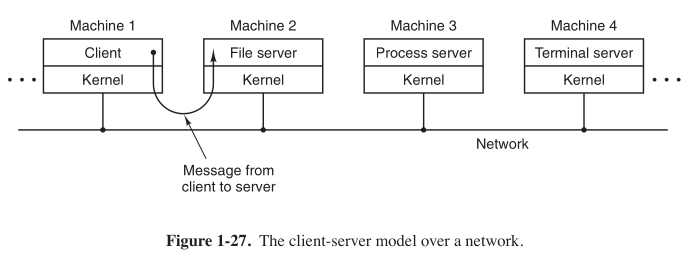 Machine 1
Machine 2
Machine 3
Machine 4
Client
File server
Process server
Terminal server
...
Kernel
Kernel
Kernel
Kernel
...
Network
Message from
client to server
Figure 1-27. The client-server model over a network.